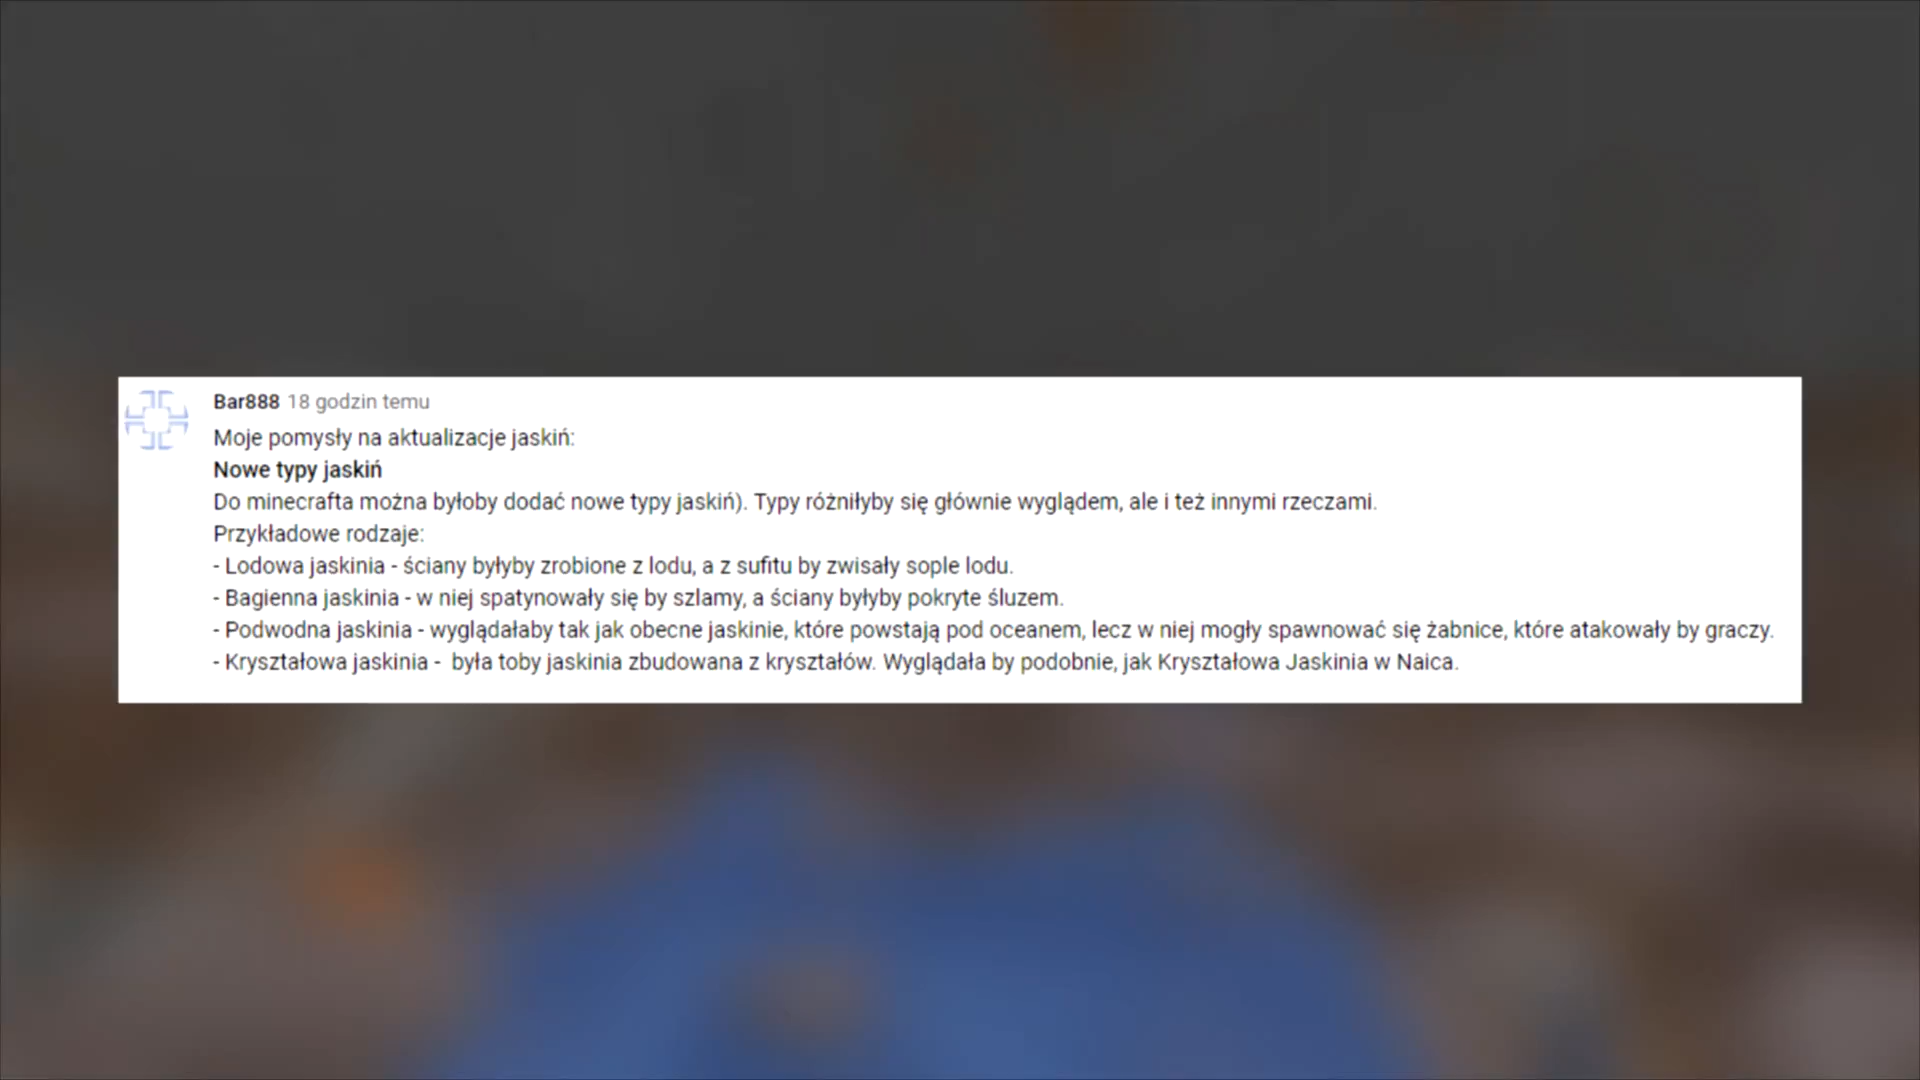 Bar888 18 godzin temu
Moje pomysły na aktualizacje jaskiń:
Nowe typy jaskiń
Do minecrafta można byłoby dodać nowe typy jaskiń). Typy różniłyby się głównie wyglądem, ale i też innymi rzeczami.
Przykładowe rodzaje:
- Lodowa jaskinia - ściany byłyby zrobione z lodu, a z sufitu by zwisały sople lodu.
- Bagienna jaskinia - w niej spatynowały się by szlamy, a ściany byłyby pokryte śluzem.
- Podwodna jaskinia - wyglądałaby tak jak obecne jaskinie, które powstają pod oceanem, lecz w niej mogły spawnować się żabnice, które atakowały by graczy.
- Kryształowa jaskinia -  była toby jaskinia zbudowana z kryształów. Wyglądała by podobnie, jak Kryształowa Jaskinia w Naica.